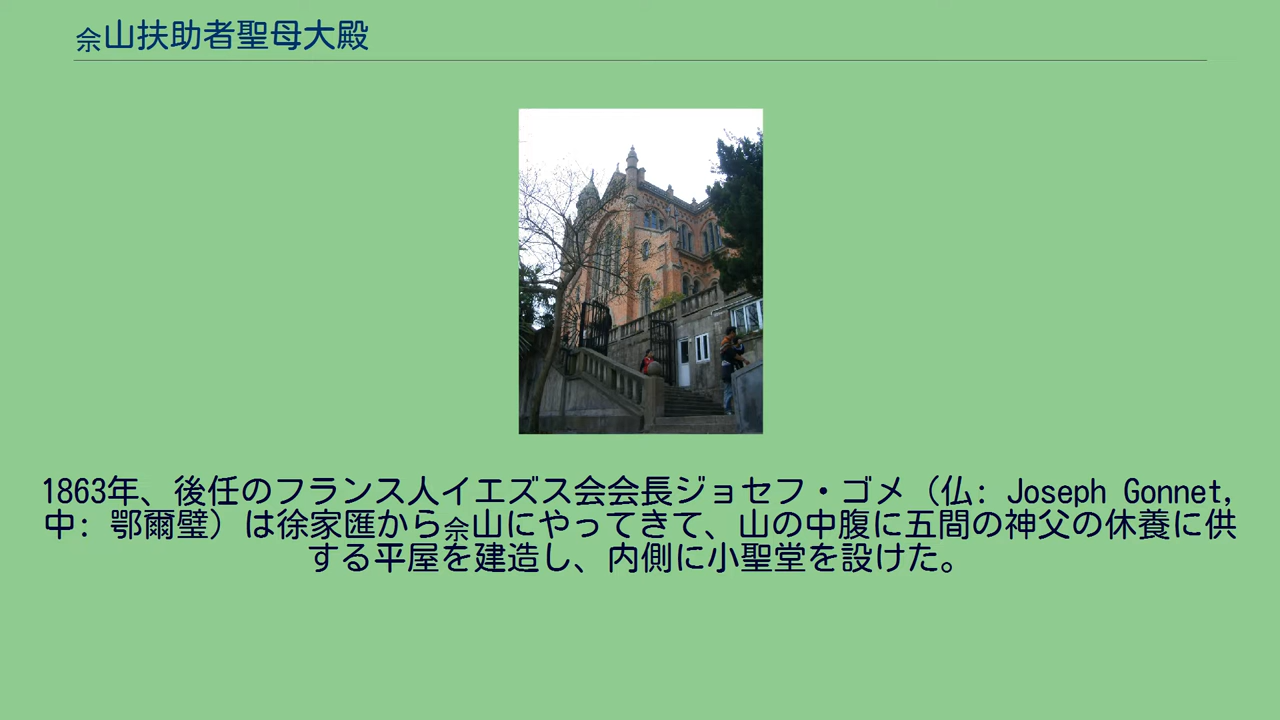 佘山扶助者聖母大殿
1863年、後任のフランス人イエズス会会長ジョセフ・ゴメ（仏: Joseph Gonnet,
中: 鄂爾璧）は徐家匯から佘山にやってきて、山の中腹に五間の神父の休養に供
する平屋を建造し、内側に小聖堂を設けた。